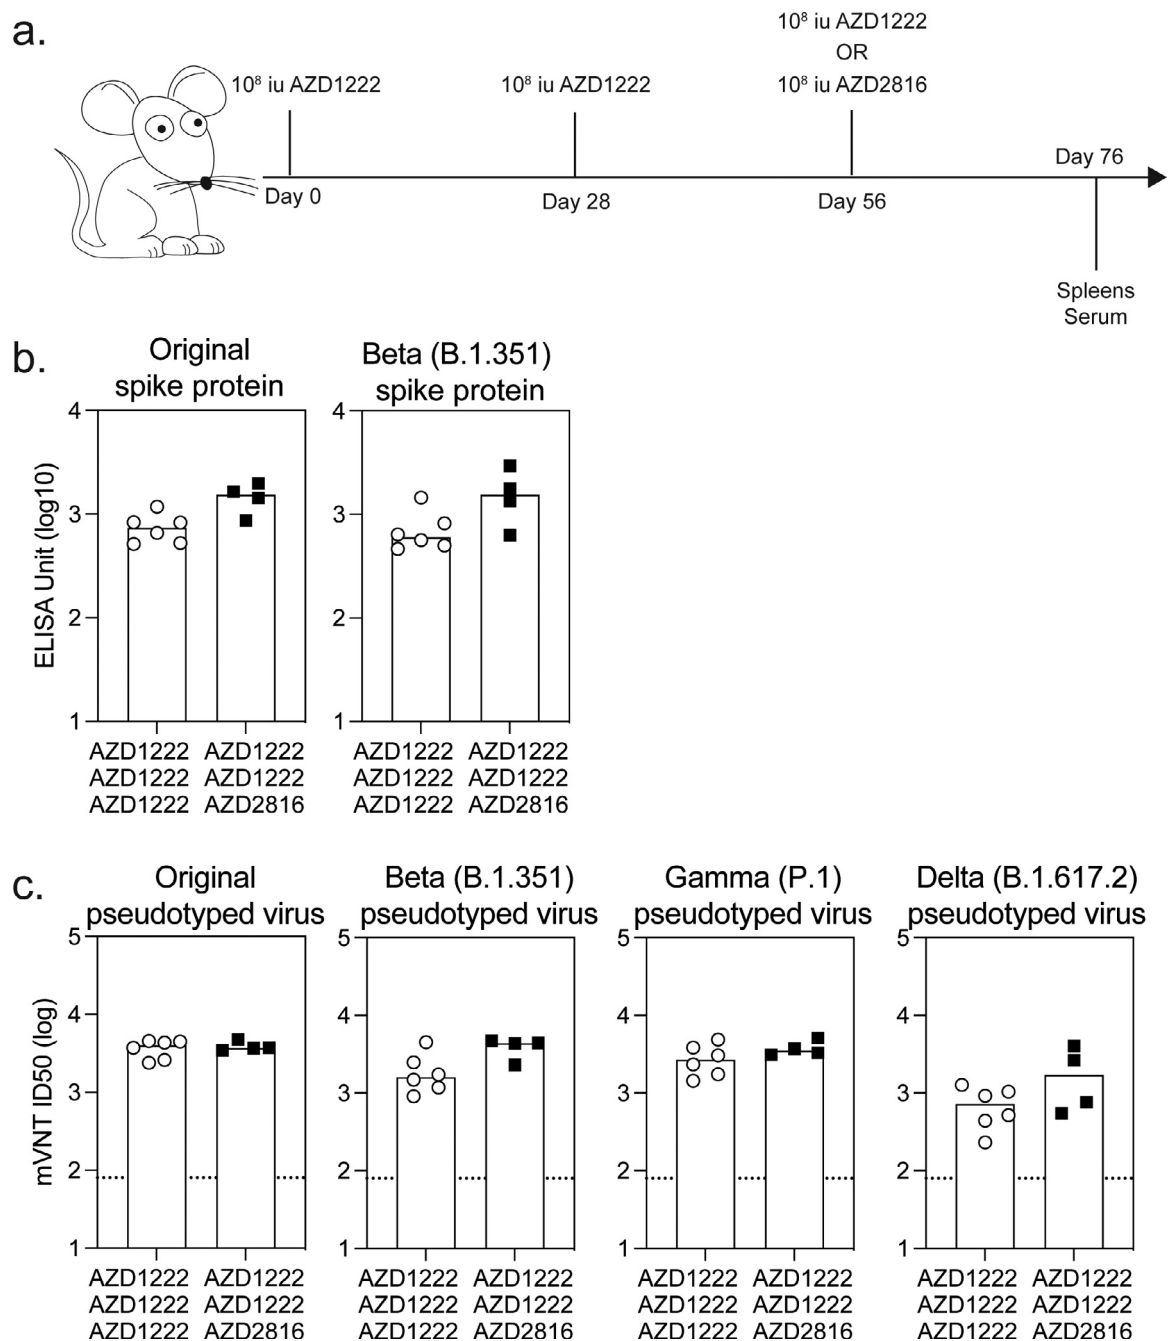 a.
10⁸ iu AZD1222
OR
10⁸ iu AZD1222 10⁸ iu AZD1222 10⁸ iu AZD2816
Day 76
Day 0 Day 28 Day 56
Spleens
Serum
b.
Original Beta (B.1.351)
spike protein spike protein
ELISA Unit (log10)
4 4
3 3
2 2
1 1
AZD1222 AZD1222 AZD1222 AZD1222
AZD1222 AZD1222 AZD1222 AZD1222
AZD1222 AZD2816 AZD1222 AZD2816
c.
Original Beta (B.1.351) Gamma (P.1) Delta (B.1.617.2)
pseudotyped virus pseudotyped virus pseudotyped virus pseudotyped virus
mVNT ID50 (log)
5 5 5 5
4 4 4 4
3 3 3 3
2 2 2 2
1 1 1 1
AZD1222 AZD1222 AZD1222 AZD1222 AZD1222 AZD1222 AZD1222 AZD1222
AZD1222 AZD1222 AZD1222 AZD1222 AZD1222 AZD1222 AZD1222 AZD1222
AZD1222 AZD2816 AZD1222 AZD2816 AZD1222 AZD2816 AZD1222 AZD2816